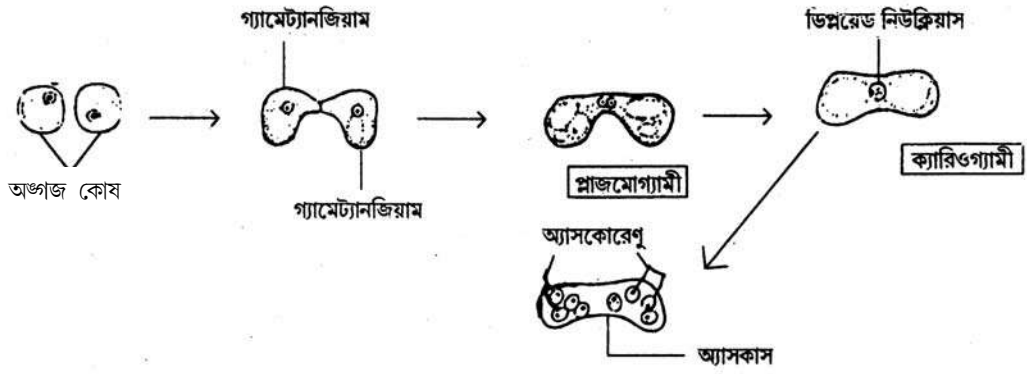 গ্যামেট্যানজিয়াম
ডিপ্লয়েড নিউক্লিয়াস
অঙ্গজ কোষ
গ্যামেট্যানজিয়াম
প্লাজমোগ্যামী
ক্যারিওগ্যামী
অ্যাসকোরেণু
অ্যাসকাস